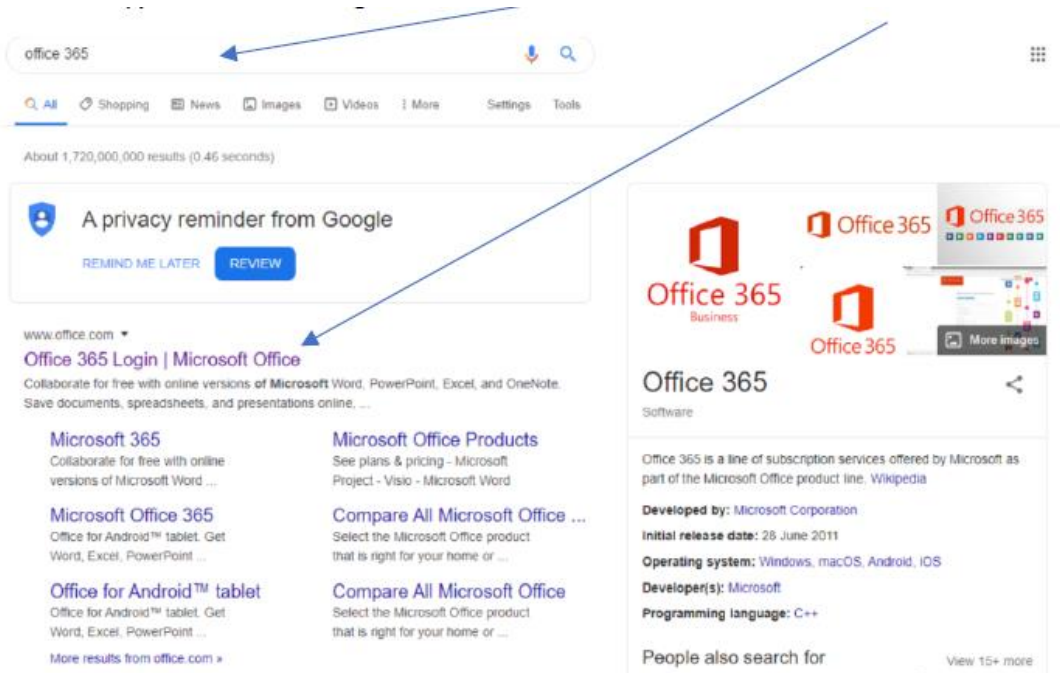 office 365
All Shopping News Images Videos More Settings Tools
About 1,720,000,000 results (0.46 seconds)
A privacy reminder from Google
REMIND ME LATER REVIEW
www.office.com
Office 365 Login | Microsoft Office
Collaborate for free with online versions of Microsoft Word, PowerPoint, Excel, and OneNote.
Save documents, spreadsheets, and presentations online, ...
Microsoft 365
Collaborate for free with online
versions of Microsoft Word ...
Microsoft Office Products
See plans & pricing - Microsoft
Project - Visio - Microsoft Word
Microsoft Office 365
Office for Android™ tablet. Get
Word, Excel, PowerPoint ...
Compare All Microsoft Office ...
Select the Microsoft Office product
that is right for your home or ...
Office for Android™ tablet
Office for Android™ tablet. Get
Word, Excel, PowerPoint ...
Compare All Microsoft Office
Select the Microsoft Office product
that is right for your home or ...
More results from office.com »
Office 365
Business
Office 365
Office 365
Office 365
More images
Office 365
Software
Office 365 is a line of subscription services offered by Microsoft as
part of the Microsoft Office product line. Wikipedia
Developed by: Microsoft Corporation
Initial release date: 28 June 2011
Operating system: Windows, macOS, Android, iOS
Developer(s): Microsoft
Programming language: C++
People also search for View 15+ more